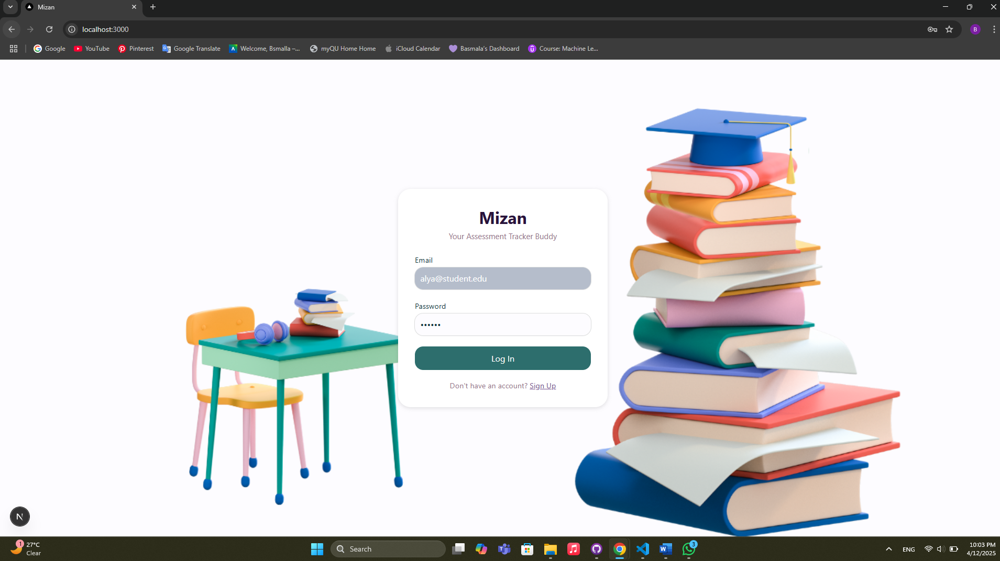 Mizan
localhost:3000
B
Google
YouTube
Pinterest
Google Translate
Welcome, Bsmalla –...
myQU Home Home
iCloud Calendar
Basmala's Dashboard
Course: Machine Le...
Mizan
Your Assessment Tracker Buddy
Email
alya@student.edu
Password
••••••
Log In
Don't have an account? Sign Up
N
1
27°C
Clear
Search
3
ENG
10:03 PM
4/12/2025